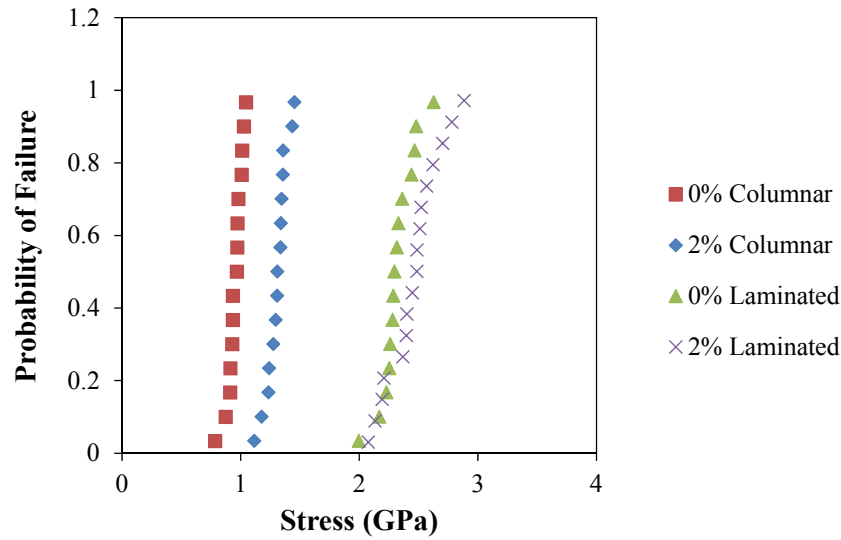 1.2
1
0.8
0.6
0.4
0.2
0
Probability of Failure
0 1 2 3 4
Stress (GPa)
0% Columnar
2% Columnar
0% Laminated
2% Laminated